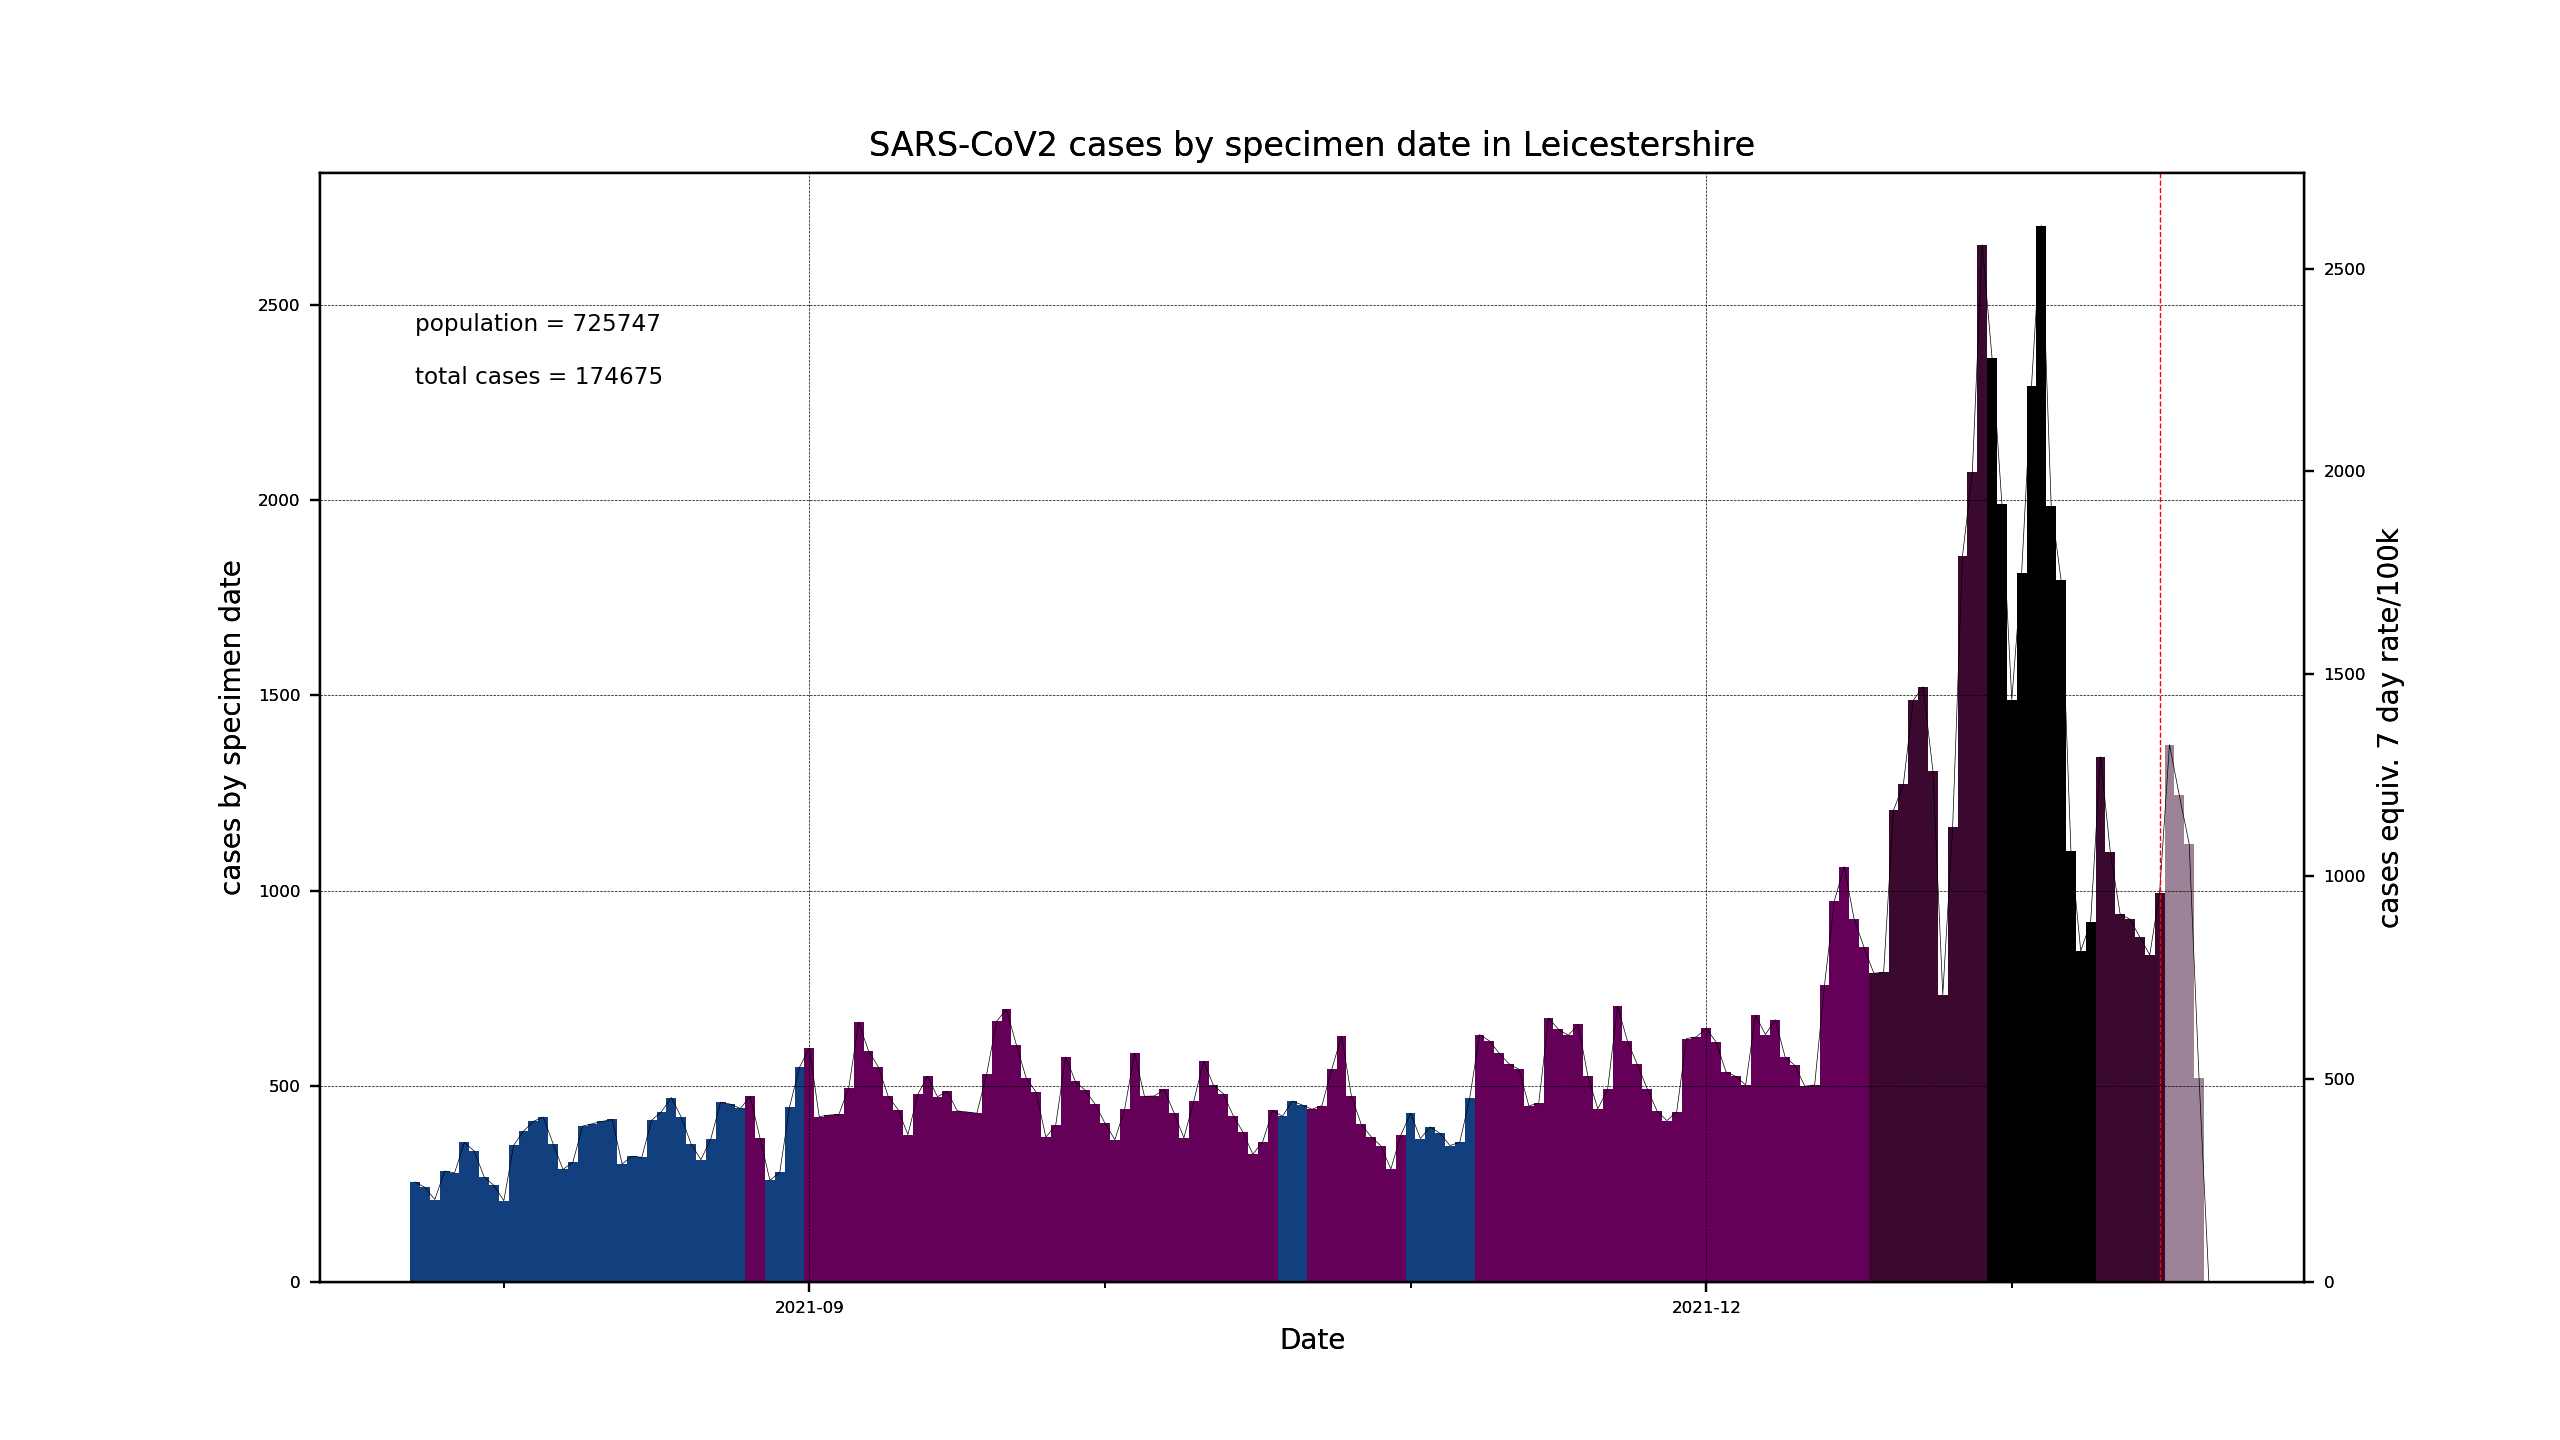 SARS-CoV2 cases by specimen date in Leicestershire
population = 725747
total cases = 174675
cases by specimen date
2500
2000
1500
1000
500
0
2500
2000
1500
1000
500
0
cases equiv. 7 day rate/100k
2021-09
2021-12
Date